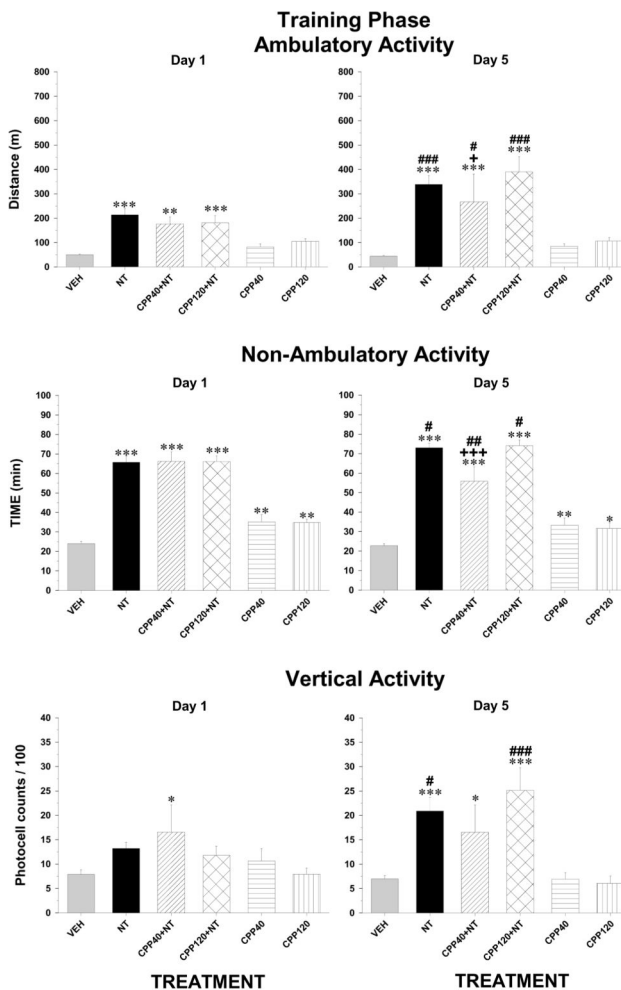 Training Phase
Ambulatory Activity
Day 1
Day 5
Distance (m)
800
700
600
500
400
300
200
100
0
***
**
***
VEH
NT
CPP40+NT
CPP120+NT
CPP40
CPP120
800
700
600
500
400
300
200
100
0
###
***
#
+
***
###
***
VEH
NT
CPP40+NT
CPP120+NT
CPP40
CPP120
Non-Ambulatory Activity
Day 1
Day 5
TIME (min)
100
90
80
70
60
50
40
30
20
10
0
***
***
***
**
**
VEH
NT
CPP40+NT
CPP120+NT
CPP40
CPP120
100
90
80
70
60
50
40
30
20
10
0
#
***
##
+++
***
#
***
**
*
VEH
NT
CPP40+NT
CPP120+NT
CPP40
CPP120
Vertical Activity
Day 1
Day 5
Photocell counts / 100
40
35
30
25
20
15
10
5
0
*
VEH
NT
CPP40+NT
CPP120+NT
CPP40
CPP120
40
35
30
25
20
15
10
5
0
#
***
*
###
***
VEH
NT
CPP40+NT
CPP120+NT
CPP40
CPP120
TREATMENT
TREATMENT